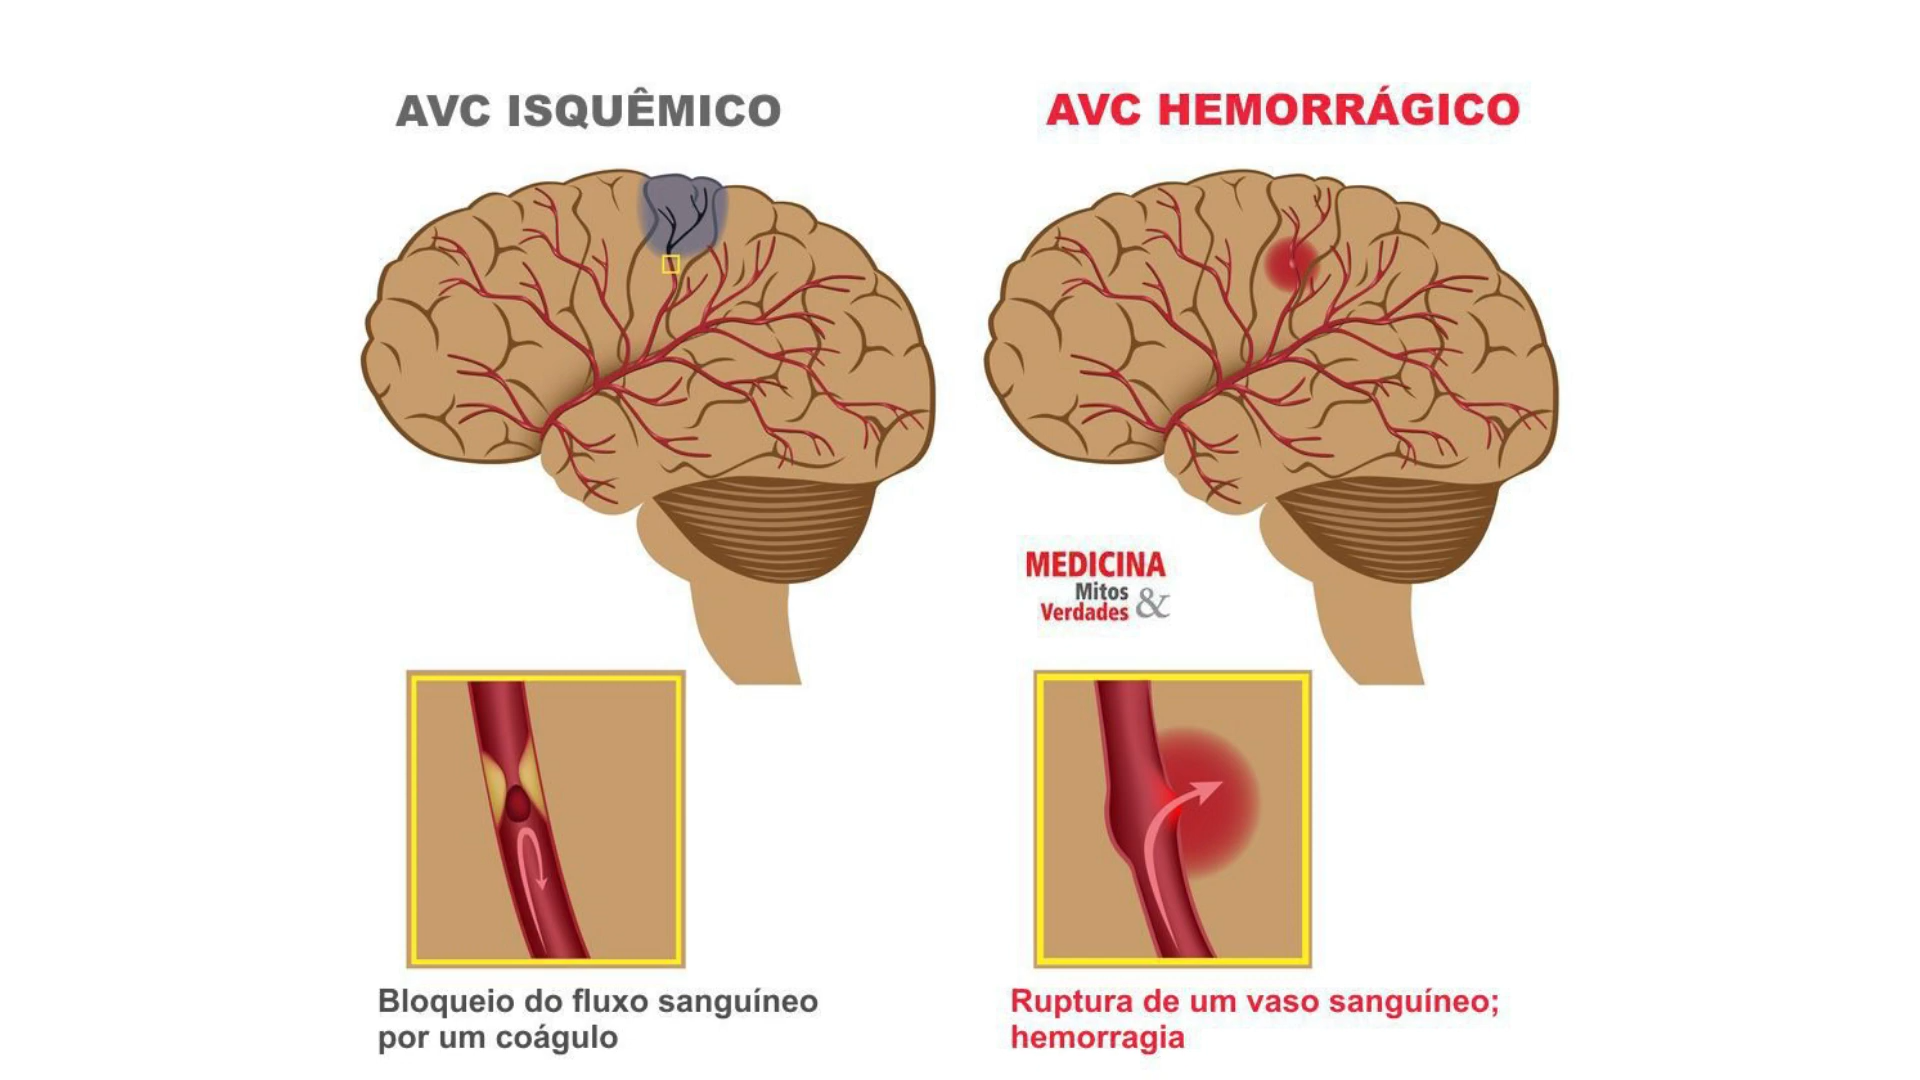 AVC ISQUÊMICO
AVC HEMORRÁGICO
MEDICINA
Mitos
Verdades &
Bloqueio do fluxo sanguíneo
por um coágulo
Ruptura de um vaso sanguíneo;
hemorragia